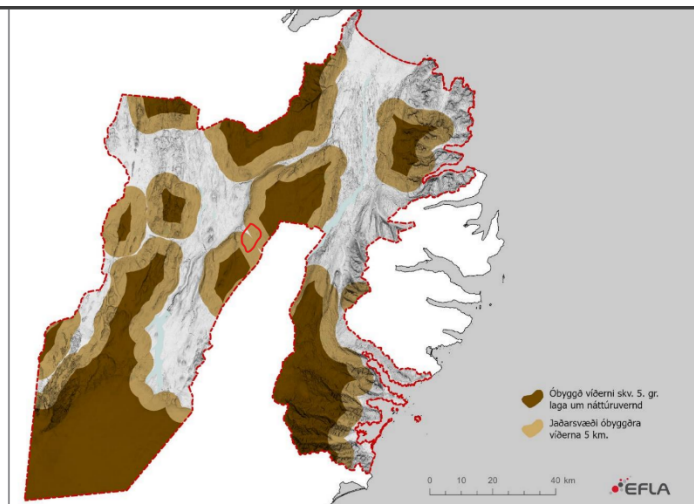 Óbyggð víðerni skv. 5. gr.
laga um náttúruvernd
Jaðarsvæði óbyggðra
víðerna 5 km.
0 10 20 40 km
EFLA